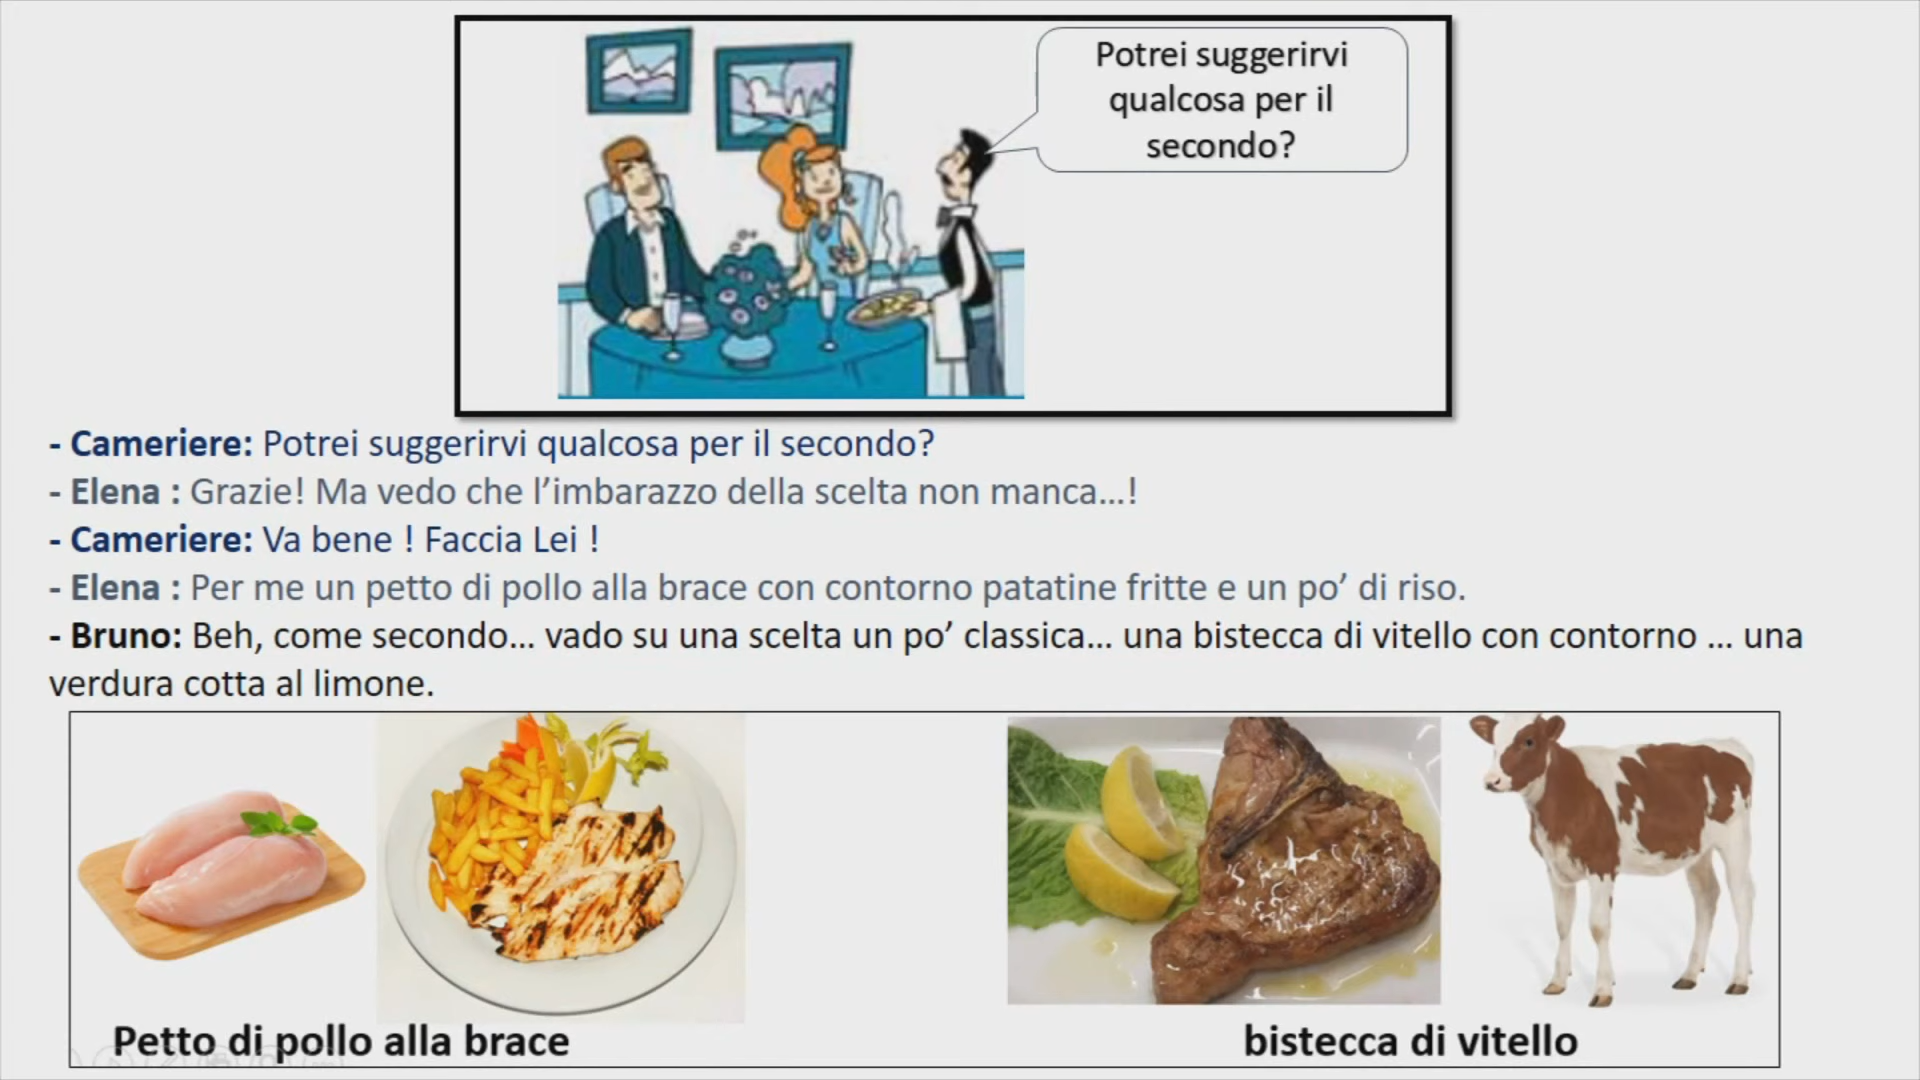 Potrei suggerirvi
qualcosa per il
secondo?
- Cameriere: Potrei suggerirvi qualcosa per il secondo?
- Elena : Grazie! Ma vedo che l’imbarazzo della scelta non manca...!
- Cameriere: Va bene ! Faccia Lei !
- Elena : Per me un petto di pollo alla brace con contorno patatine fritte e un po’ di riso.
- Bruno: Beh, come secondo... vado su una scelta un po’ classica... una bistecca di vitello con contorno ... una
verdura cotta al limone.
Petto di pollo alla brace
bistecca di vitello